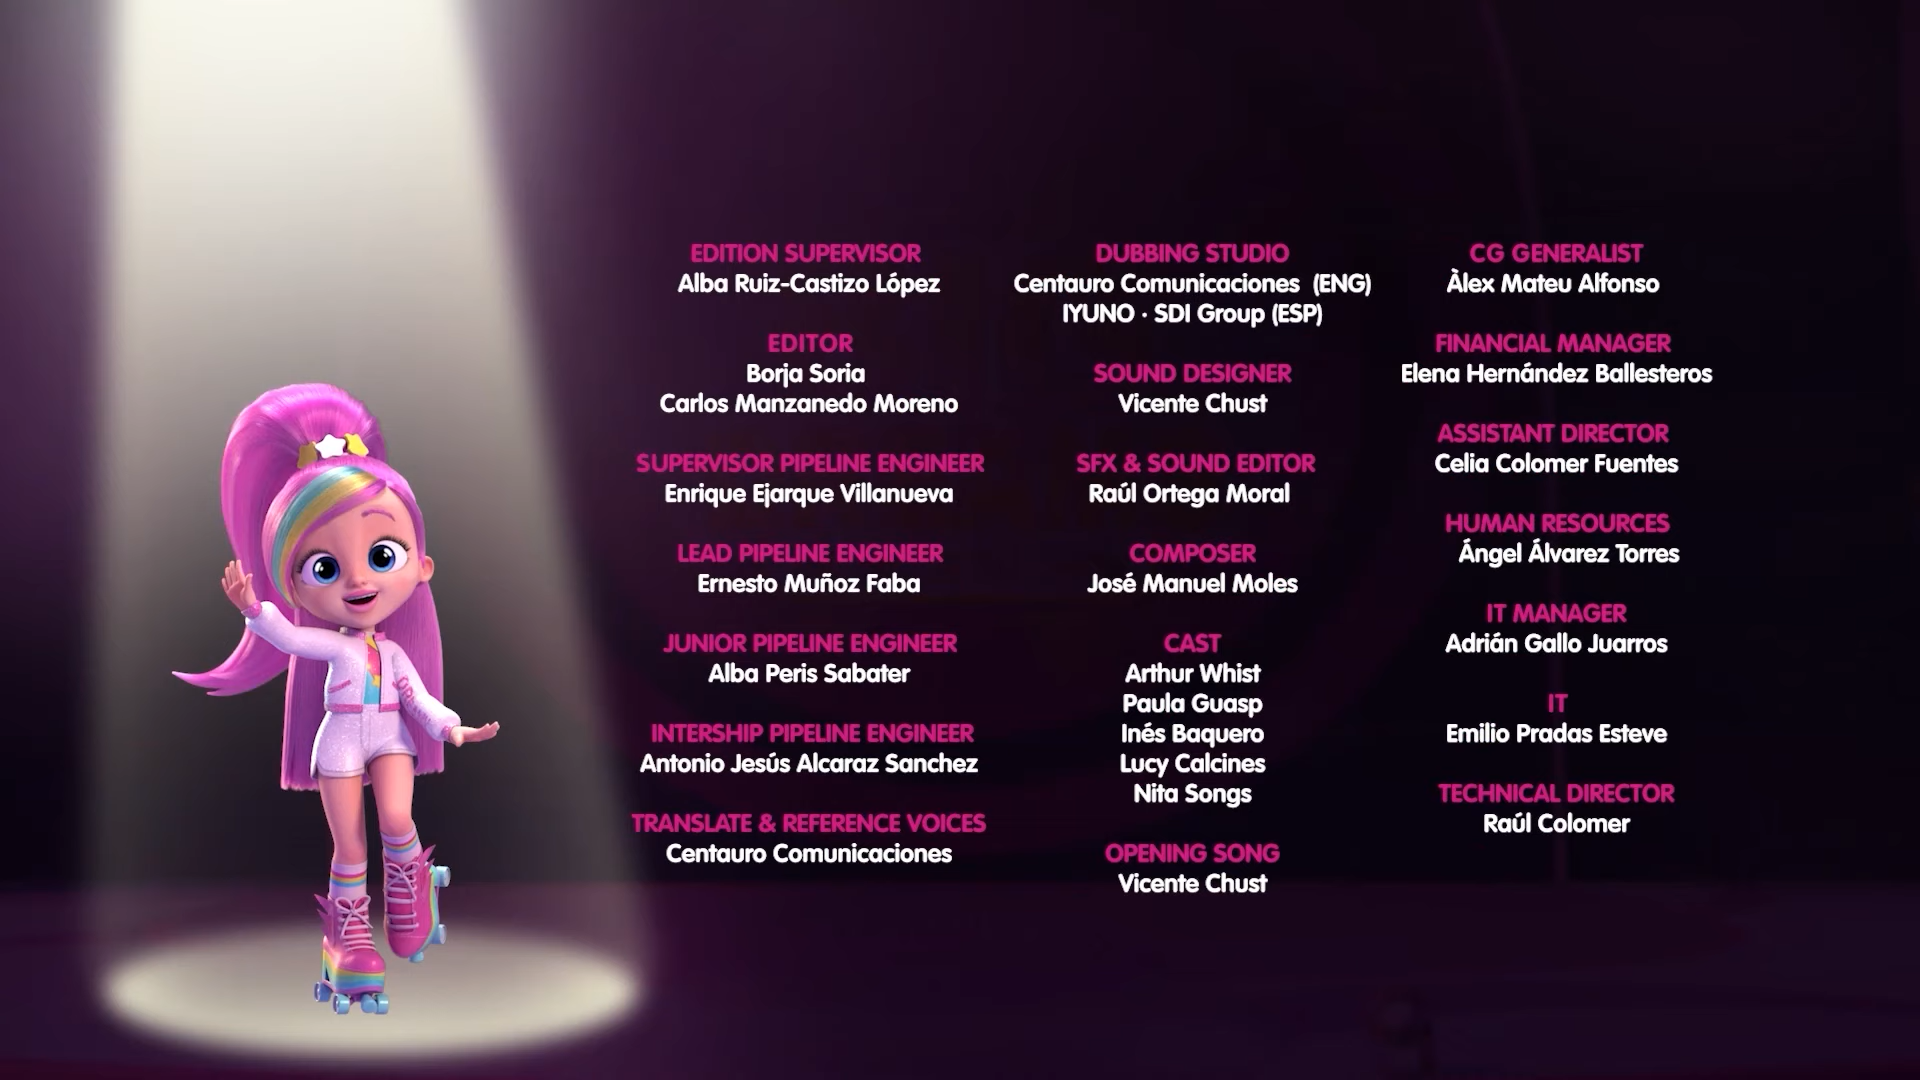 EDITION SUPERVISOR
Alba Ruiz-Castizo López
EDITOR
Borja Soria
Carlos Manzanedo Moreno
SUPERVISOR PIPELINE ENGINEER
Enrique Ejarque Villanueva
LEAD PIPELINE ENGINEER
Ernesto Muñoz Faba
JUNIOR PIPELINE ENGINEER
Alba Peris Sabater
INTERSHIP PIPELINE ENGINEER
Antonio Jesús Alcaraz Sanchez
TRANSLATE & REFERENCE VOICES
Centauro Comunicaciones
DUBBING STUDIO
Centauro Comunicaciones (ENG)
IYUNO · SDI Group (ESP)
SOUND DESIGNER
Vicente Chust
SFX & SOUND EDITOR
Raúl Ortega Moral
COMPOSER
José Manuel Moles
CAST
Arthur Whist
Paula Guasp
Inés Baquero
Lucy Calcines
Nita Songs
OPENING SONG
Vicente Chust
CG GENERALIST
Àlex Mateu Alfonso
FINANCIAL MANAGER
Elena Hernández Ballesteros
ASSISTANT DIRECTOR
Celia Colomer Fuentes
HUMAN RESOURCES
Ángel Álvarez Torres
IT MANAGER
Adrián Gallo Juarros
IT
Emilio Pradas Esteve
TECHNICAL DIRECTOR
Raúl Colomer